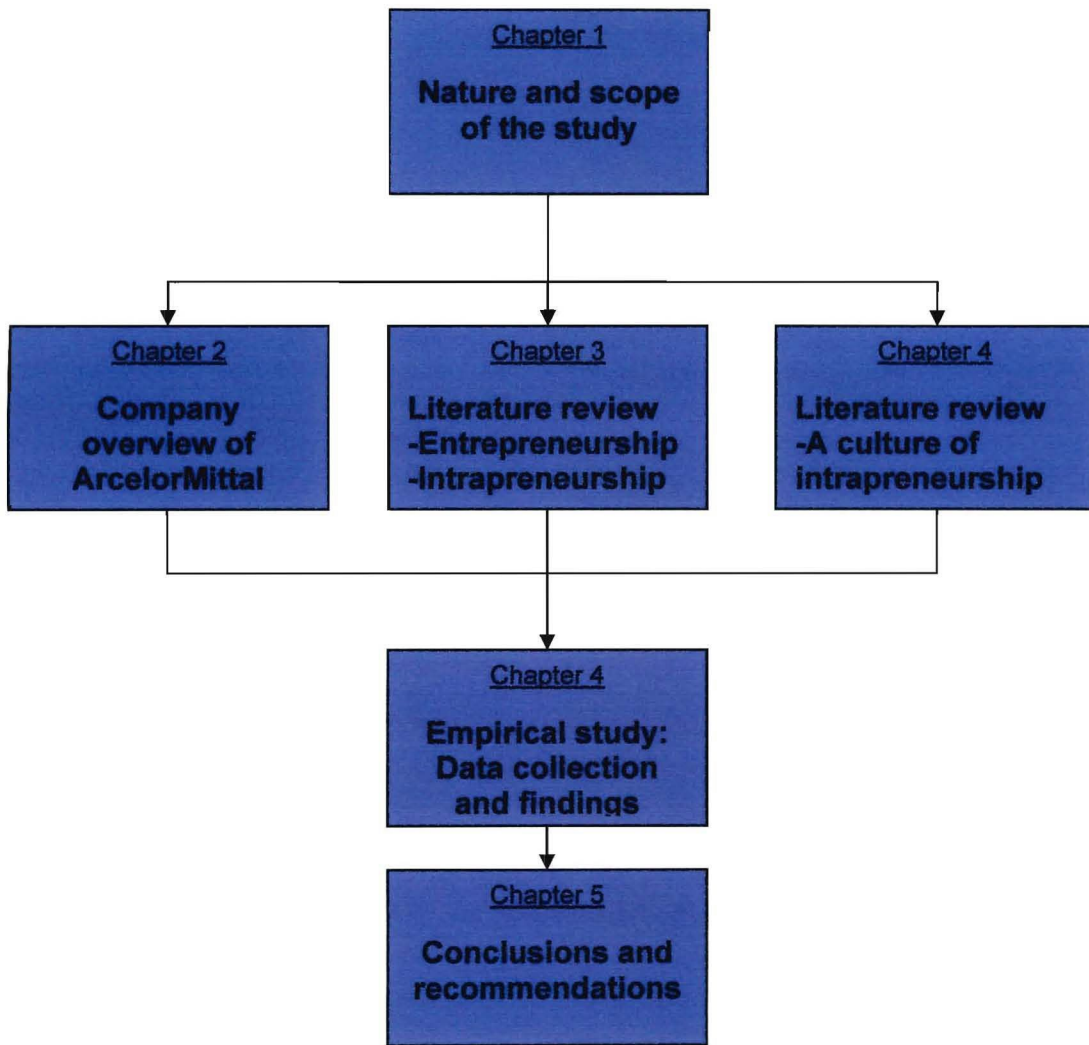 Chapter 1
Nature and scope
of the study
Chapter 2
Company
overview of
ArcelorMittal
Chapter 3
Literature review
-Entrepreneurship
-Intrapreneurship
Chapter 4
Literature review
-A culture of
intrapreneurship
Chapter 4
Empirical study:
Data collection
and findings
Chapter 5
Conclusions and
recommendations